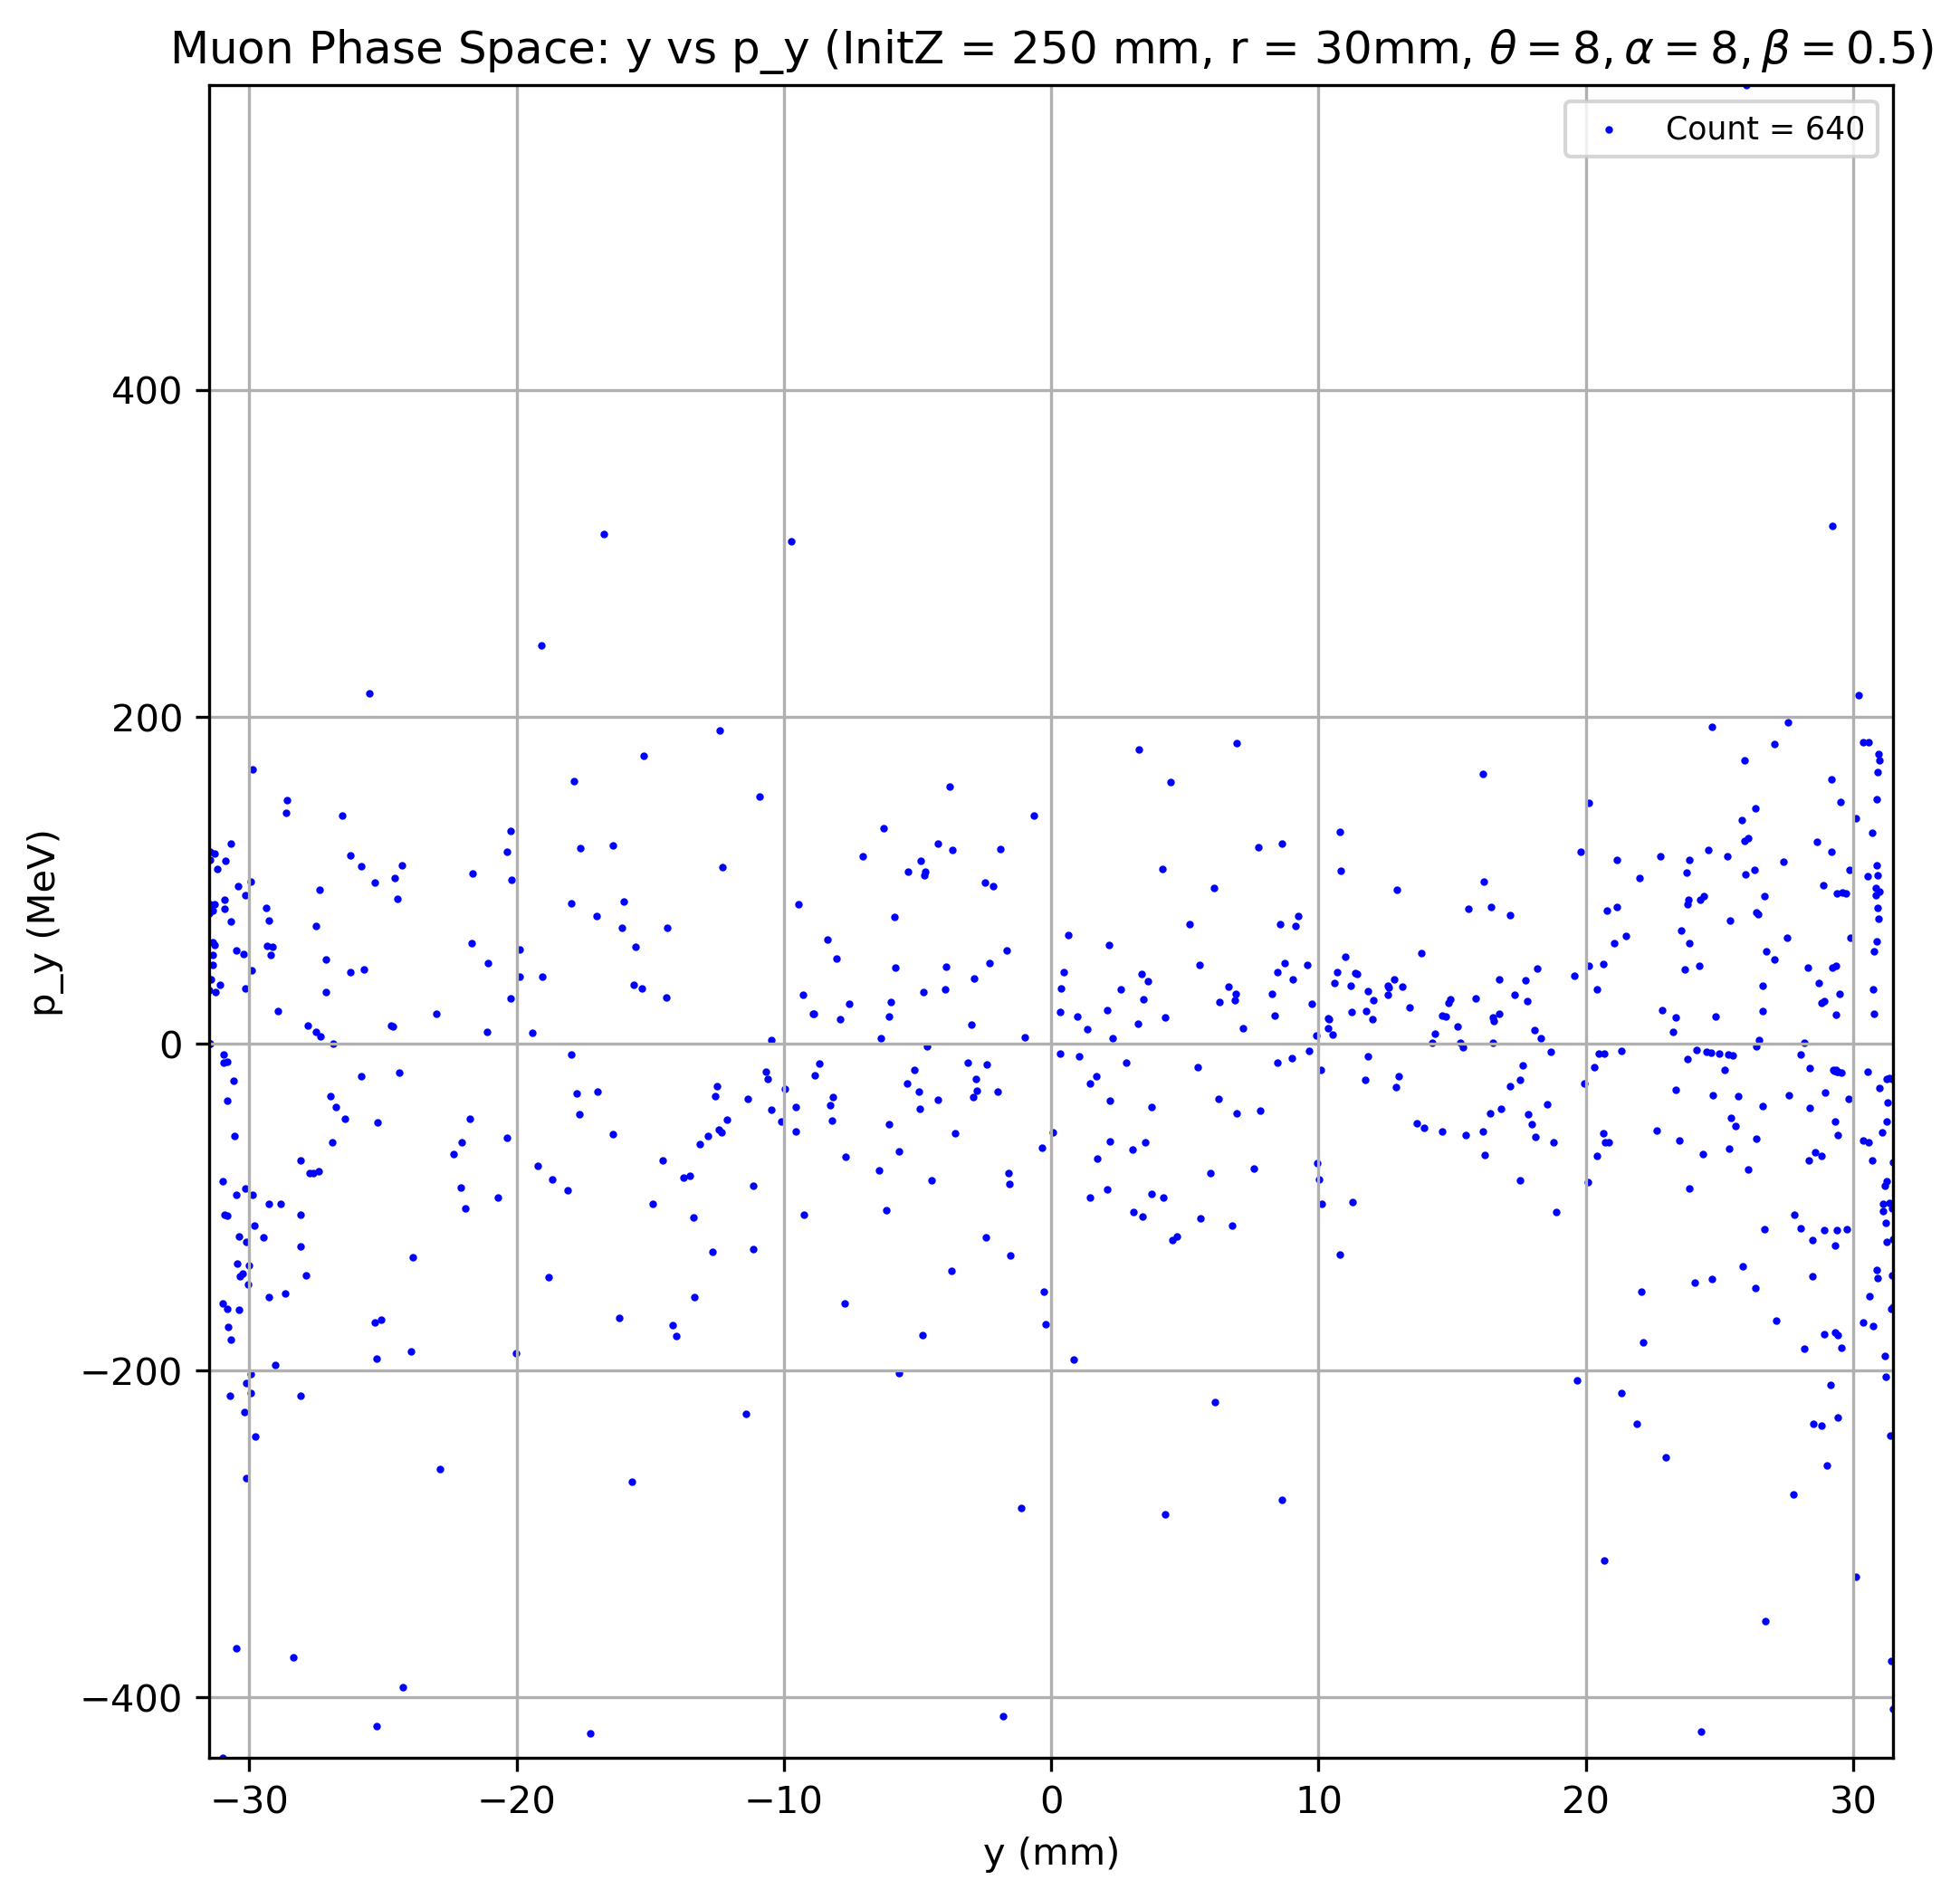 Muon Phase Space: y vs p_y (InitZ = 250 mm, r = 30mm, θ = 8, α = 8, β = 0.5)
Count = 640
400
200
0
−200
−400
p_y (MeV)
−30 −20 −10 0 10 20 30
y (mm)